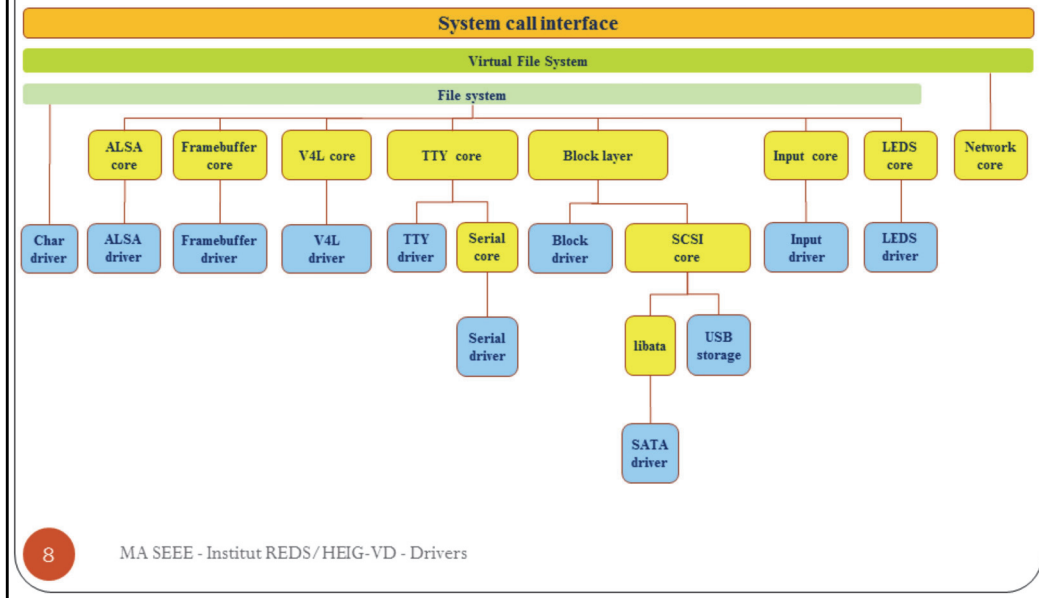 System call interface
Virtual File System
File system
ALSA
core
Framebuffer
core
V4L core
TTY core
Block layer
Input core
LEDS
core
Network
core
Char
driver
ALSA
driver
Framebuffer
driver
V4L
driver
TTY
driver
Serial
core
Block
driver
SCSI
core
Input
driver
LEDS
driver
Serial
driver
libata
USB
storage
SATA
driver
8
MA SEEE - Institut REDS/HEIG-VD - Drivers